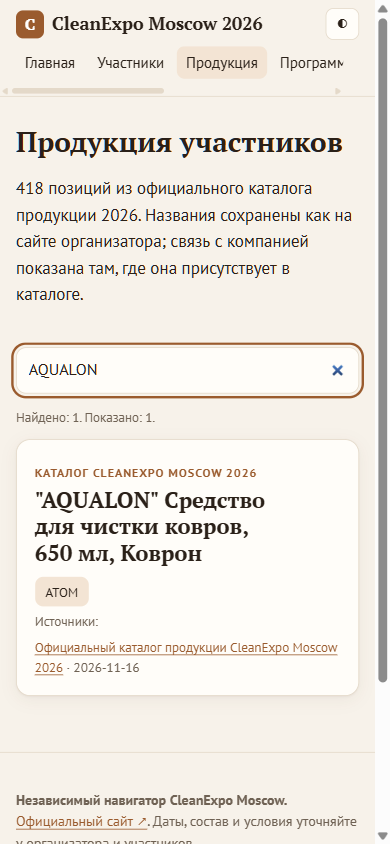 C CleanExpo Moscow 2026
Главная Участники Продукция Программ
Продукция участников
418 позиций из официального каталога
продукции 2026. Названия сохранены как на
сайте организатора; связь с компанией
показана там, где она присутствует в
каталоге.
AQUALON
Найдено: 1. Показано: 1.
КАТАЛОГ CLEANEXPO MOSCOW 2026
"AQUALON" Средство
для чистки ковров,
650 мл, Коврон
АТОМ
Источники:
Официальный каталог продукции CleanExpo Moscow
2026 · 2026-11-16
Независимый навигатор CleanExpo Moscow.
Официальный сайт ↗. Даты, состав и условия уточняйте
у организатора и участников.